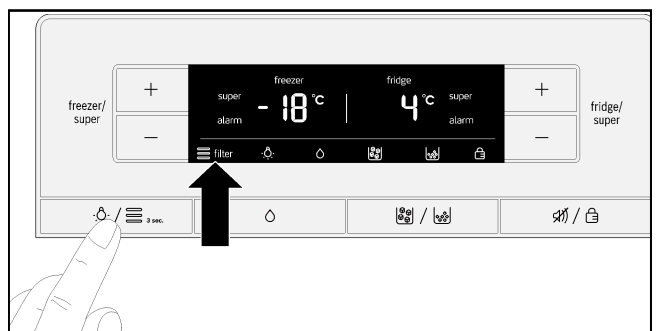 freezer/
super
+
−
freezer
super
alarm
- 18 °C
fridge
4 °C
super
alarm
filter
+
−
fridge/
super
/ 3 sec.
/
/